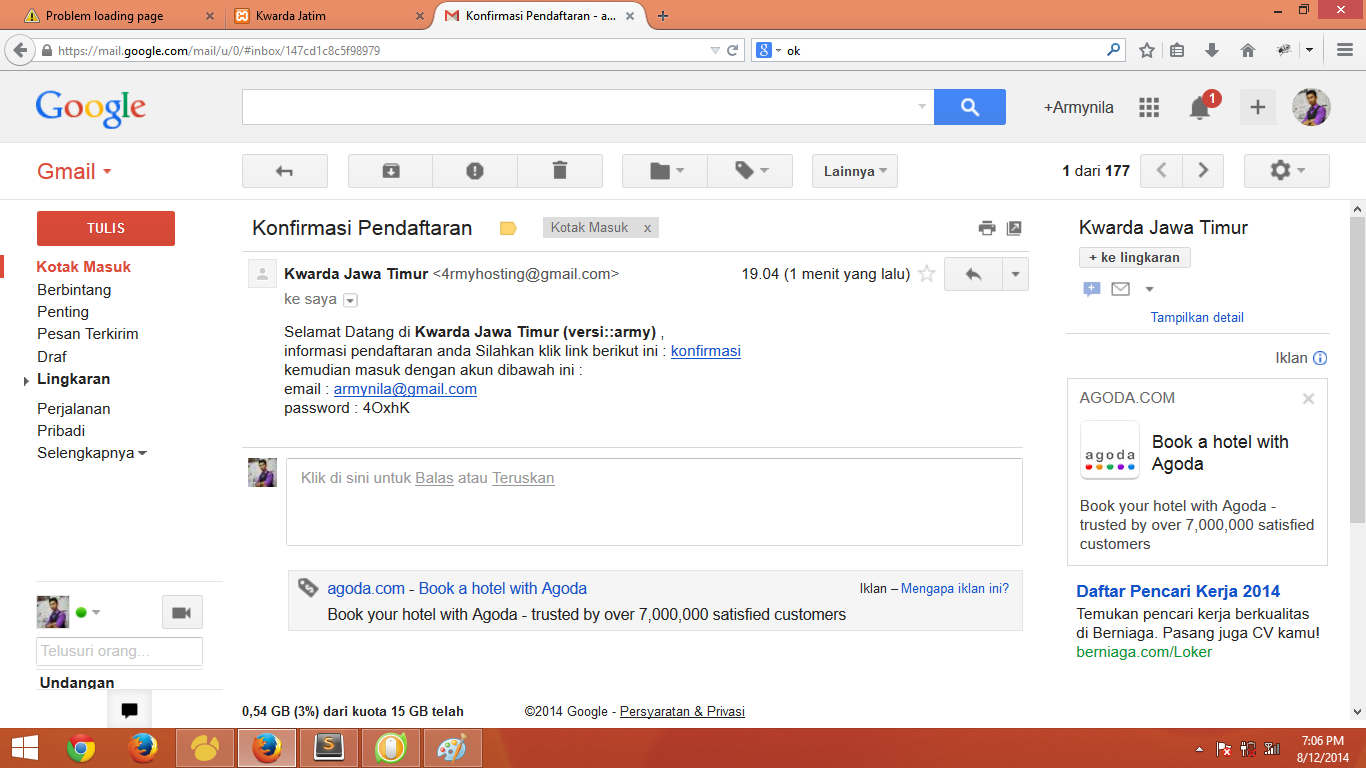 Problem loading page
Kwarda Jatim
Konfirmasi Pendaftaran - a...
https://mail.google.com/mail/u/0/#inbox/147cd1c8c5f98979
8 ok
Google
+Armynila
1
Gmail
Lainnya
1 dari 177
TULIS
Kotak Masuk
Berbintang
Penting
Pesan Terkirim
Draf
Lingkaran
Perjalanan
Pribadi
Selengkapnya
Telusuri orang...
Undangan
Konfirmasi Pendaftaran
Kotak Masuk x
Kwarda Jawa Timur <4rmyhosting@gmail.com>
19.04 (1 menit yang lalu)
ke saya
Selamat Datang di Kwarda Jawa Timur (versi::army) ,
informasi pendaftaran anda Silahkan klik link berikut ini : konfirmasi
kemudian masuk dengan akun dibawah ini :
email : armynila@gmail.com
password : 4OxhK
Klik di sini untuk Balas atau Teruskan
agoda.com - Book a hotel with Agoda
Iklan – Mengapa iklan ini?
Book your hotel with Agoda - trusted by over 7,000,000 satisfied customers
0,54 GB (3%) dari kuota 15 GB telah
©2014 Google - Persyaratan & Privasi
Kwarda Jawa Timur
+ ke lingkaran
Tampilkan detail
Iklan
AGODA.COM
agoda
Book a hotel with
Agoda
Book your hotel with Agoda -
trusted by over 7,000,000 satisfied
customers
Daftar Pencari Kerja 2014
Temukan pencari kerja berkualitas
di Berniaga. Pasang juga CV kamu!
berniaga.com/Loker
7:06 PM
8/12/2014